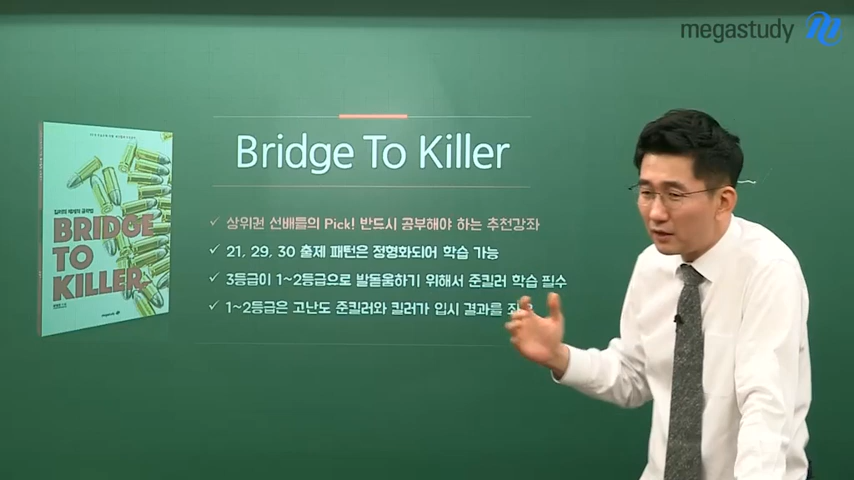 megastudy
Bridge To Killer
상위권 선배들의 Pick! 반드시 공부해야 하는 추천강좌
21, 29, 30 출제 패턴은 정형화되어 학습 가능
3등급이 1~2등급으로 발돋움하기 위해서 준킬러 학습 필수
1~2등급은 고난도 준킬러와 킬러가 입시 결과를
BRIDGE
TO
KILLER